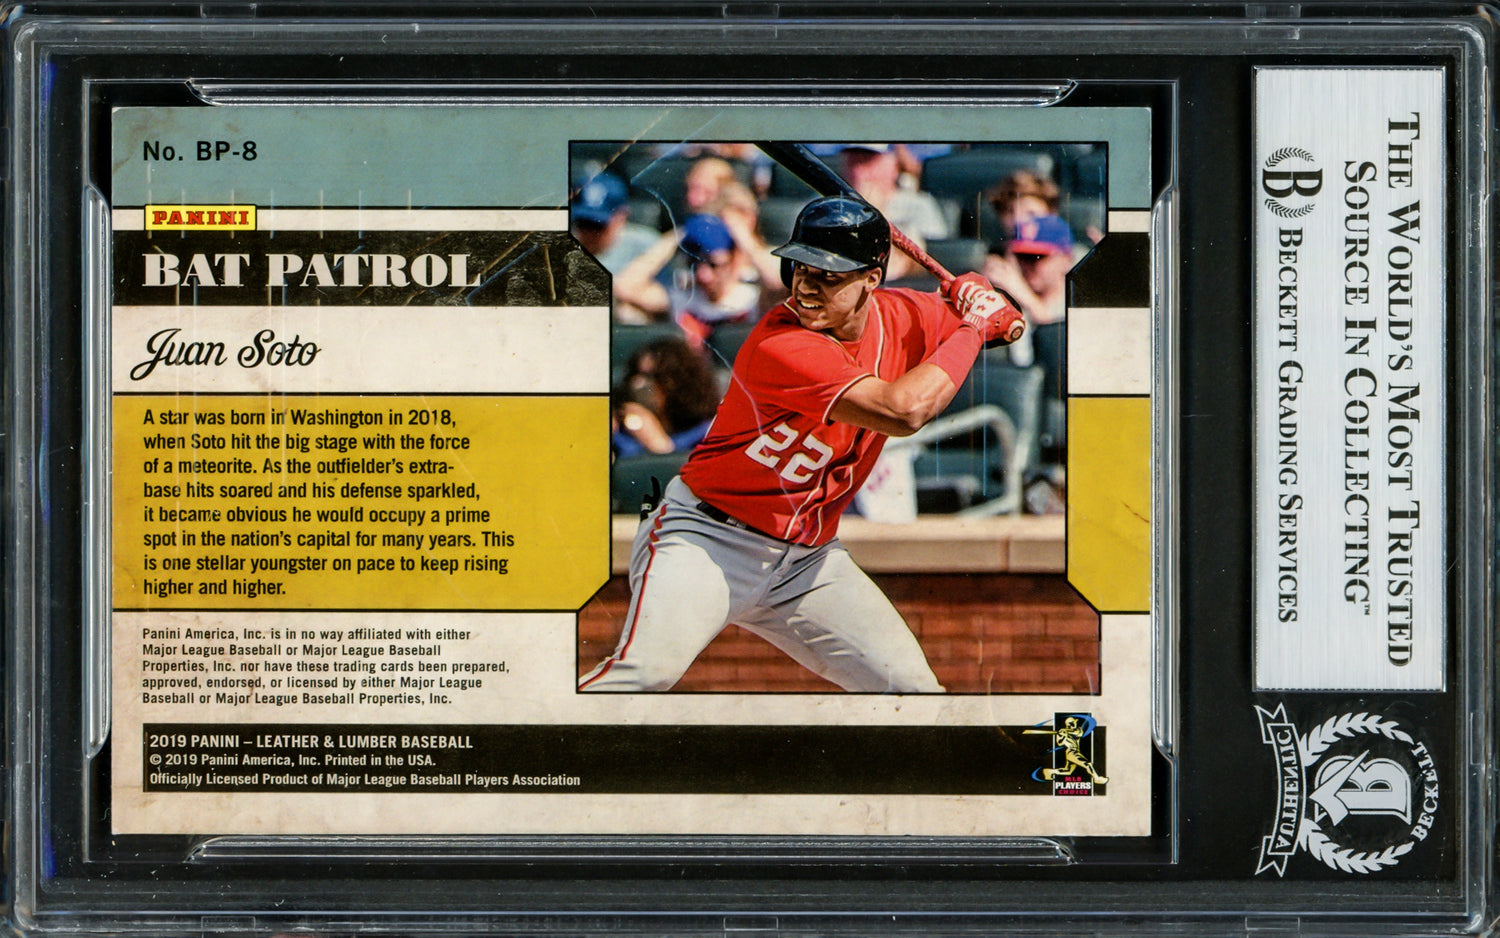 No. BP-8
PANINI
BAT PATROL
Juan Soto
A star was born in Washington in 2018,
when Soto hit the big stage with the force
of a meteorite. As the outfielder's extra-
base hits soared and his defense sparkled,
it became obvious he would occupy a prime
spot in the nation's capital for many years. This
is one stellar youngster on pace to keep rising
higher and higher.
Panini America, Inc. is in no way affiliated with either
Major League Baseball or Major League Baseball
Properties, Inc. nor have these trading cards been prepared,
approved, endorsed, or licensed by either Major League
Baseball or Major League Baseball Properties, Inc.
2019 PANINI – LEATHER & LUMBER BASEBALL
© 2019 Panini America, Inc. Printed in the USA.
Officially Licensed Product of Major League Baseball Players Association
MLB
PLAYERS
CHOICE
22
THE WORLD'S MOST TRUSTED
SOURCE IN COLLECTING™
B BECKETT GRADING SERVICES
BECKETT
B
AUTHENTIC